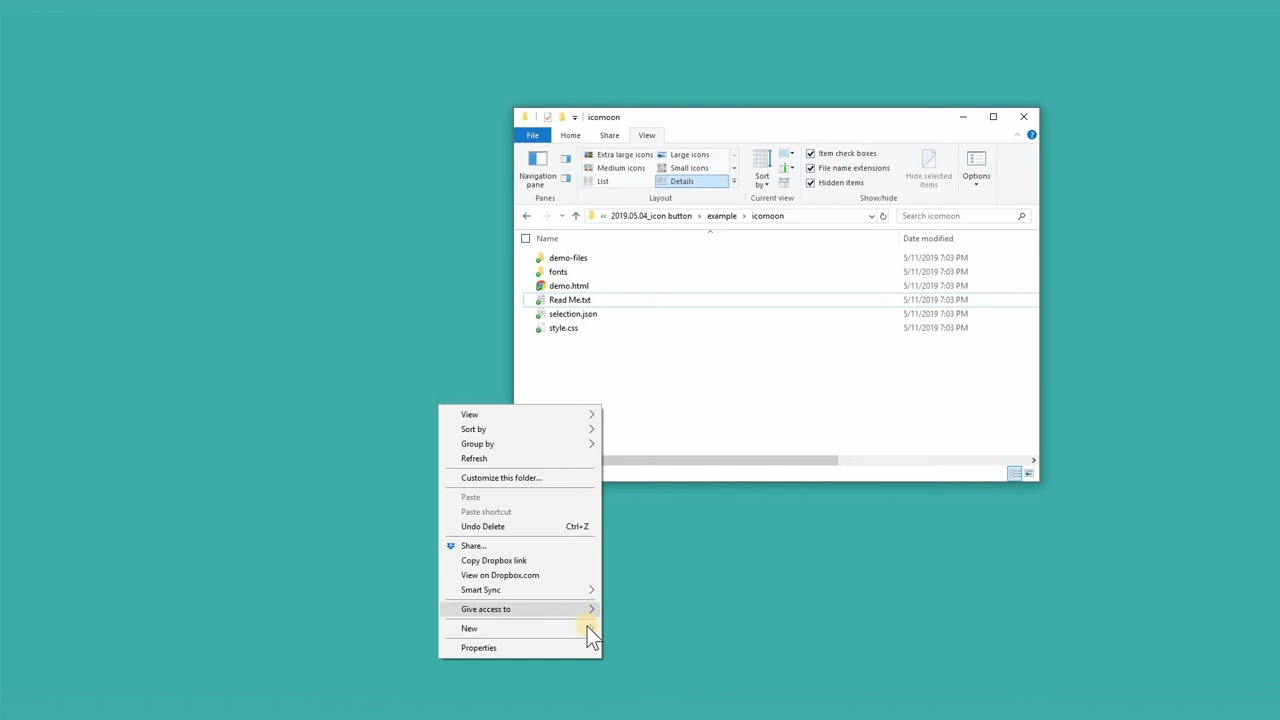 icomoon
File Home Share View
Extra large icons Large icons
Medium icons Small icons
List Details
Navigation pane
Sort by
Item check boxes
File name extensions
Hidden items
Hide selected items
Options
Panes Layout Current view Show/hide
« 2019.05.04_icon button > example > icomoon
Search icomoon
Name Date modified
demo-files 5/11/2019 7:03 PM
fonts 5/11/2019 7:03 PM
demo.html 5/11/2019 7:03 PM
Read Me.txt 5/11/2019 7:03 PM
selection.json 5/11/2019 7:03 PM
style.css 5/11/2019 7:03 PM
View
Sort by
Group by
Refresh
Customize this folder...
Paste
Paste shortcut
Undo Delete Ctrl+Z
Share...
Copy Dropbox link
View on Dropbox.com
Smart Sync
Give access to
New
Properties